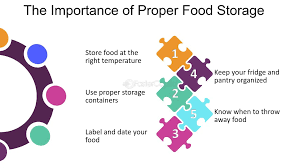 The Importance of Proper Food Storage
Store food at the
right temperature
1
4
Keep your fridge and
pantry organized
Use proper storage
containers
2
5
Know when to throw
away food
Label and date your
food
3